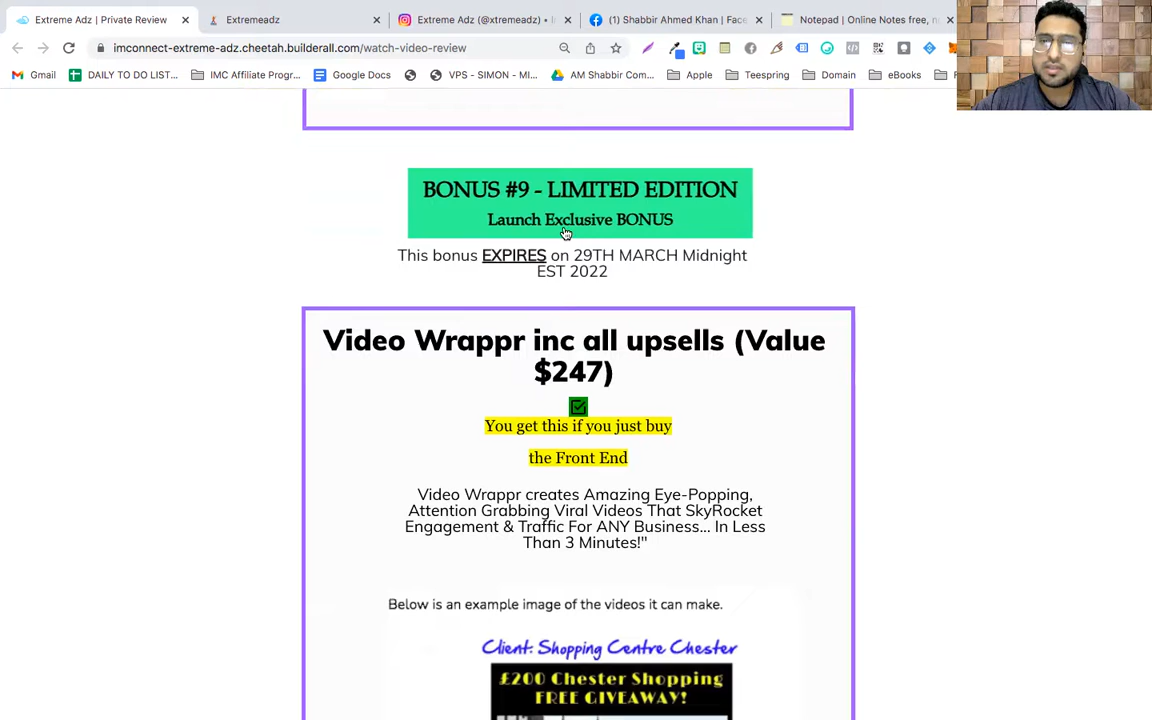 Extreme Adz | Private Review
Extremeadz
Extreme Adz (@xtremeadz) • I
(1) Shabbir Ahmed Khan | Face
Notepad | Online Notes free, n
imconnect-extreme-adz.cheetah.builderall.com/watch-video-review
Gmail
DAILY TO DO LIST...
IMC Affiliate Progr...
Google Docs
VPS - SIMON - MI...
AM Shabbir Com...
Apple
Teespring
Domain
eBooks
BONUS #9 - LIMITED EDITION
Launch Exclusive BONUS
This bonus EXPIRES on 29TH MARCH Midnight
EST 2022
Video Wrappr inc all upsells (Value
$247)
You get this if you just buy
the Front End
Video Wrappr creates Amazing Eye-Popping,
Attention Grabbing Viral Videos That SkyRocket
Engagement & Traffic For ANY Business... In Less
Than 3 Minutes!"
Below is an example image of the videos it can make.
Client: Shopping Centre Chester
£200 Chester Shopping
FREE GIVEAWAY!